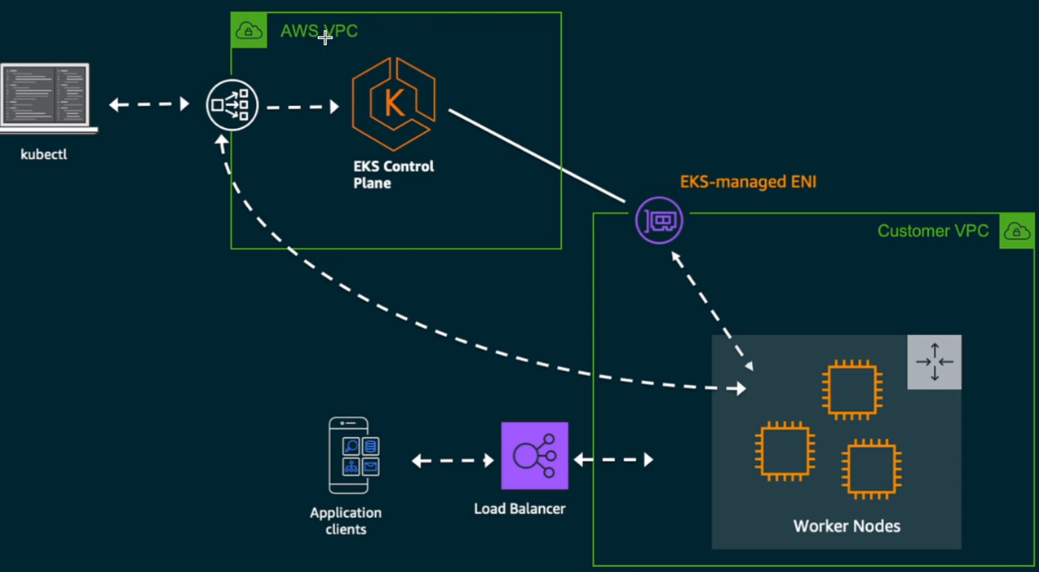 AWS VPC
kubectl
K
EKS Control
Plane
EKS-managed ENI
Customer VPC
Application
clients
Load Balancer
Worker Nodes